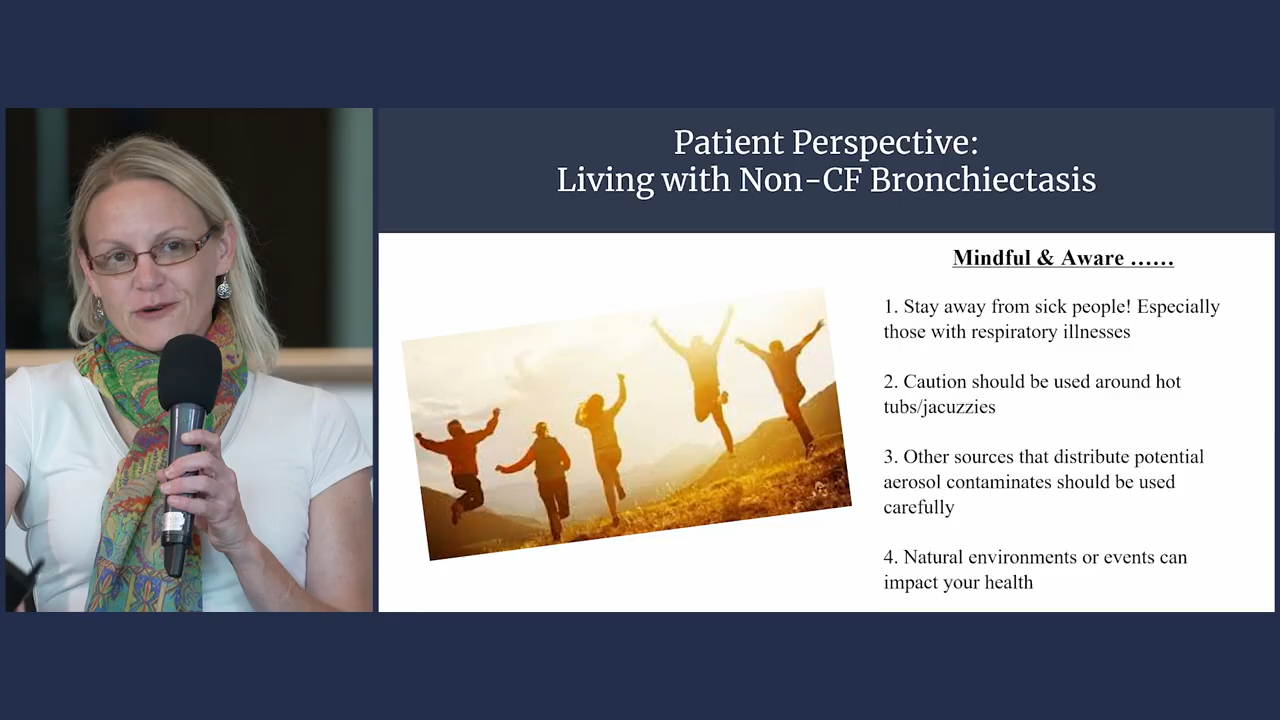 Patient Perspective:
Living with Non-CF Bronchiectasis
Mindful & Aware ……
1. Stay away from sick people! Especially
those with respiratory illnesses
2. Caution should be used around hot
tubs/jacuzzies
3. Other sources that distribute potential
aerosol contaminates should be used
carefully
4. Natural environments or events can
impact your health